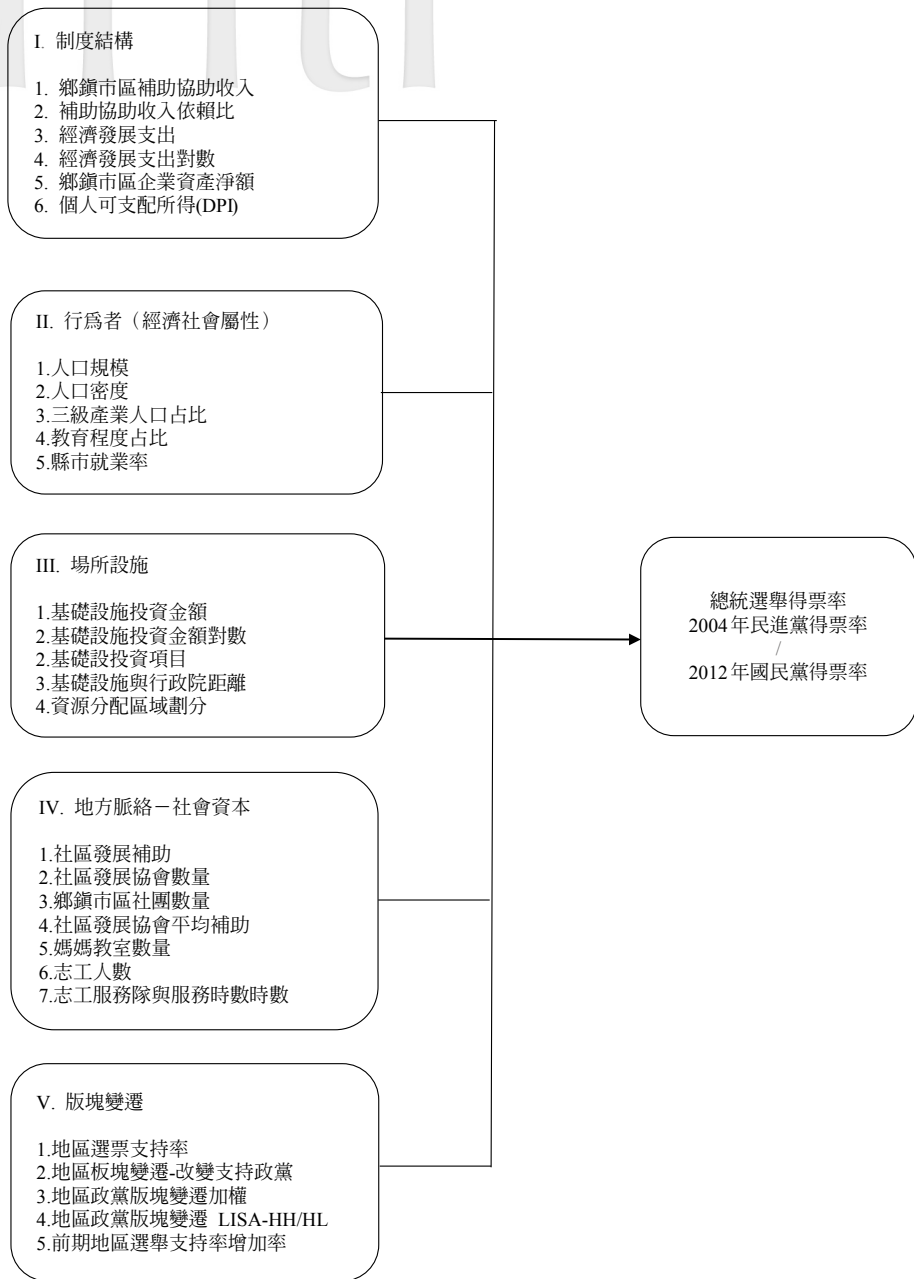 I. 制度結構
1. 鄉鎮市區補助協助收入
2. 補助協助收入依賴比
3. 經濟發展支出
4. 經濟發展支出對數
5. 鄉鎮市區企業資產淨額
6. 個人可支配所得(DPI)
II. 行爲者（經濟社會屬性）
1.人口規模
2.人口密度
3.三級產業人口占比
4.教育程度占比
5.縣市就業率
III. 場所設施
1.基礎設施投資金額
2.基礎設施投資金額對數
2.基礎設投資項目
3.基礎設施與行政院距離
4.資源分配區域劃分
IV. 地方脈絡－社會資本
1.社區發展補助
2.社區發展協會數量
3.鄉鎮市區社團數量
4.社區發展協會平均補助
5.媽媽教室數量
6.志工人數
7.志工服務隊與服務時數時數
V. 版塊變遷
1.地區選票支持率
2.地區板塊變遷-改變支持政黨
3.地區政黨版塊變遷加權
4.地區政黨版塊變遷 LISA-HH/HL
5.前期地區選舉支持率增加率
總統選舉得票率
2004年民進黨得票率
/
2012年國民黨得票率